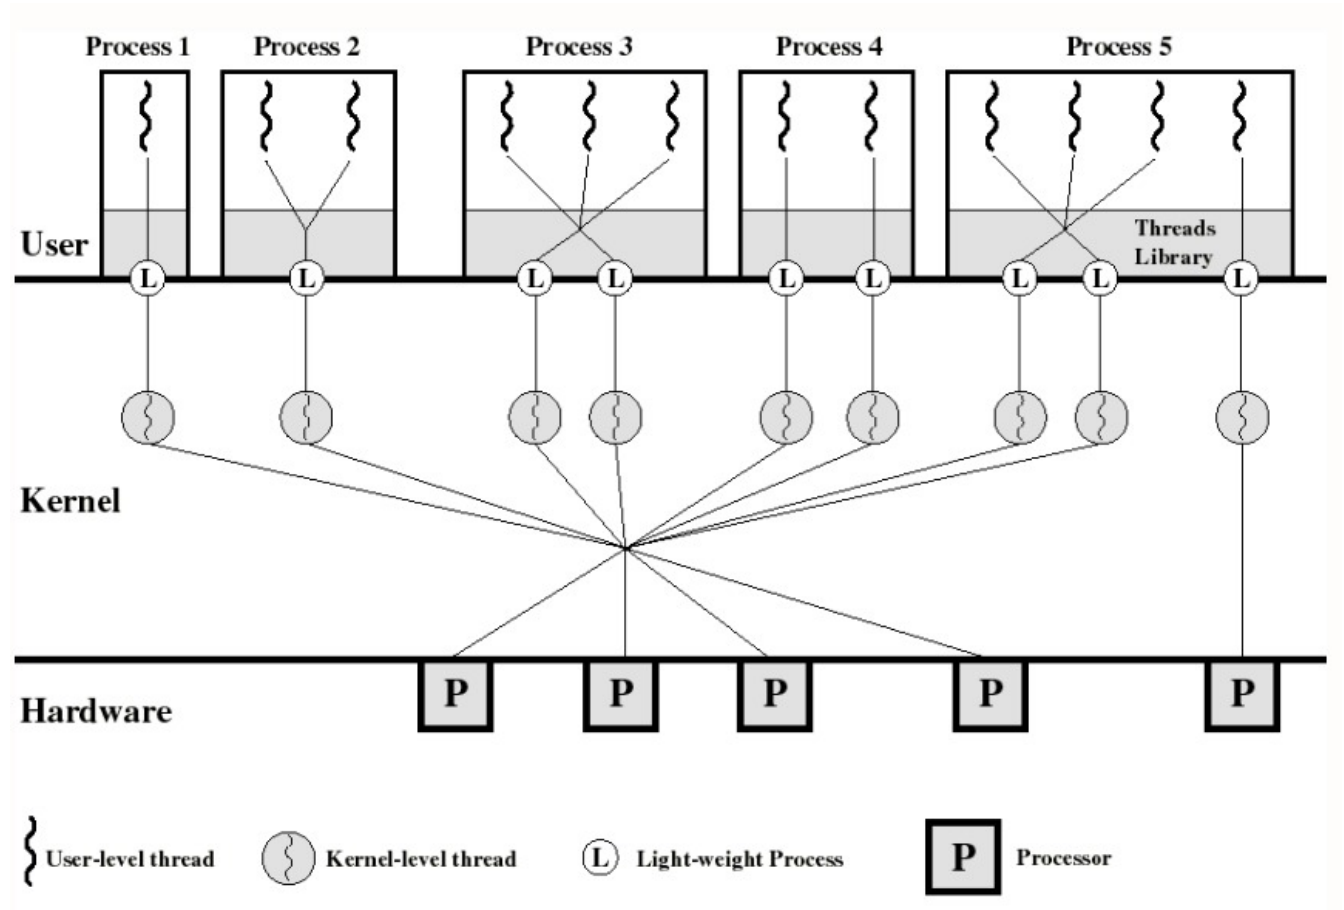 Process 1 Process 2 Process 3 Process 4 Process 5
Threads
User Library
L L L L L L L L L
Kernel
P P P P P
Hardware
User-level thread Kernel-level thread L Light-weight Process P Processor